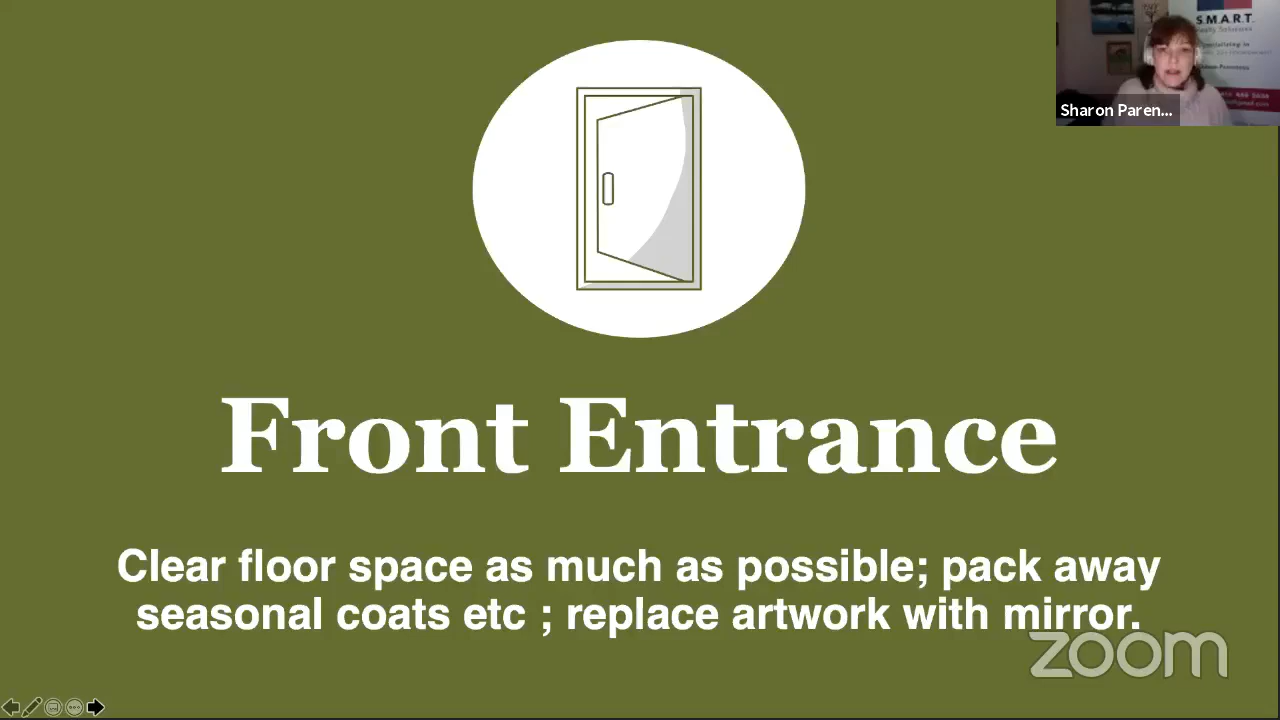 S.M.A.R.T.
Sharon Paren...
Front Entrance
Clear floor space as much as possible; pack away
seasonal coats etc ; replace artwork with mirror.
zoom